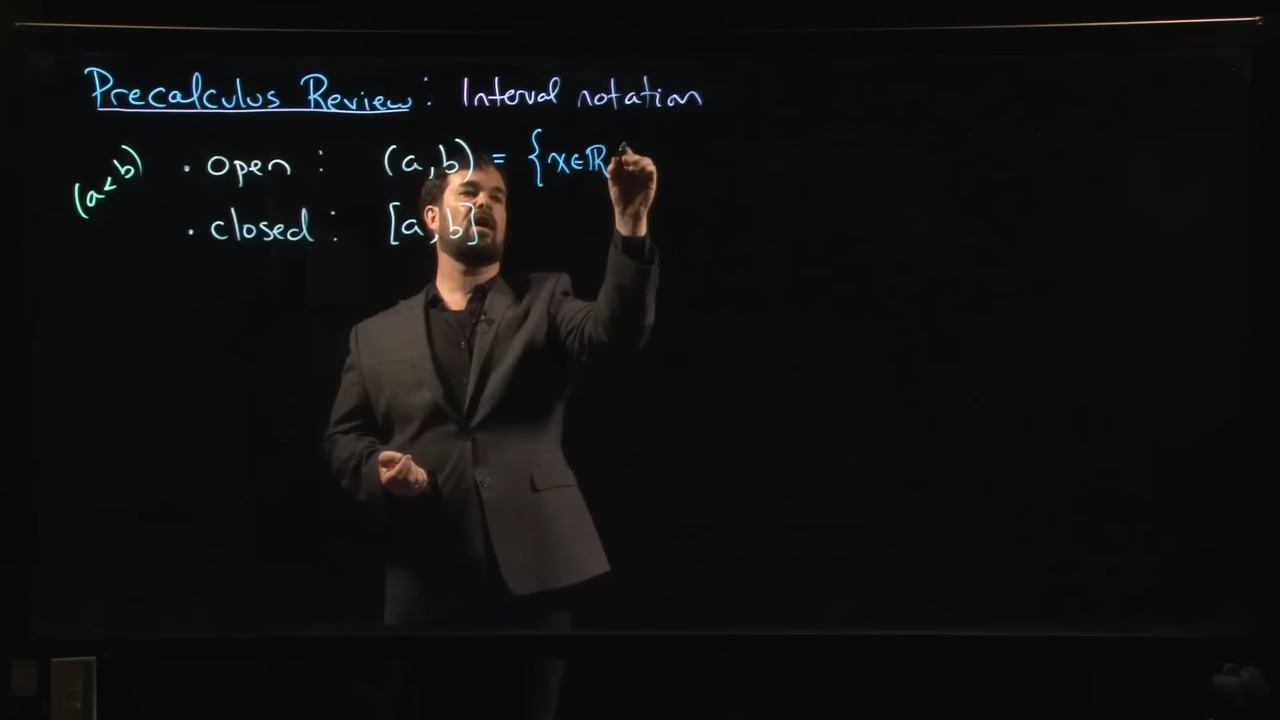 Precalculus Review: Interval notation
(a<b) · open : (a,b) = {x∈ℝ
· closed : [a,b]